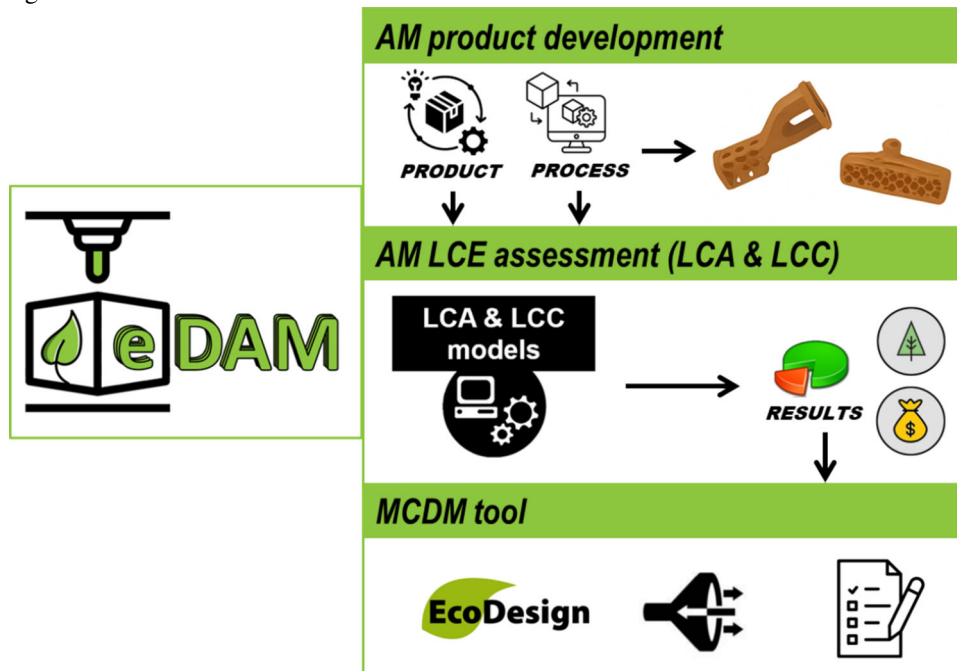 AM product development
PRODUCT
PROCESS
AM LCE assessment (LCA & LCC)
eDAM
LCA & LCC
models
$
RESULTS
MCDM tool
EcoDesign